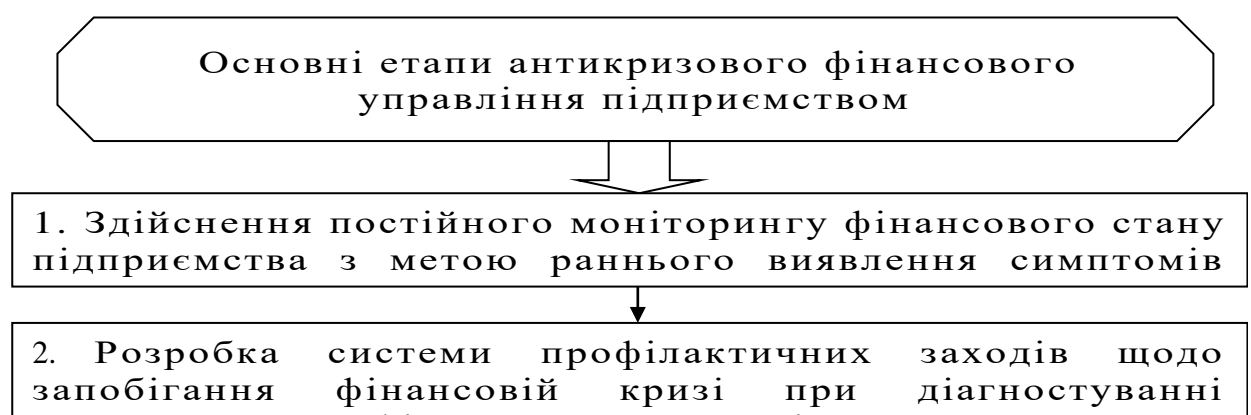 Основні етапи антикризового фінансового
управління підприємством
1. Здійснення постійного моніторингу фінансового стану
підприємства з метою раннього виявлення симптомів
2. Розробка системи профілактичних заходів щодо
запобігання фінансовій кризі при діагностуванні